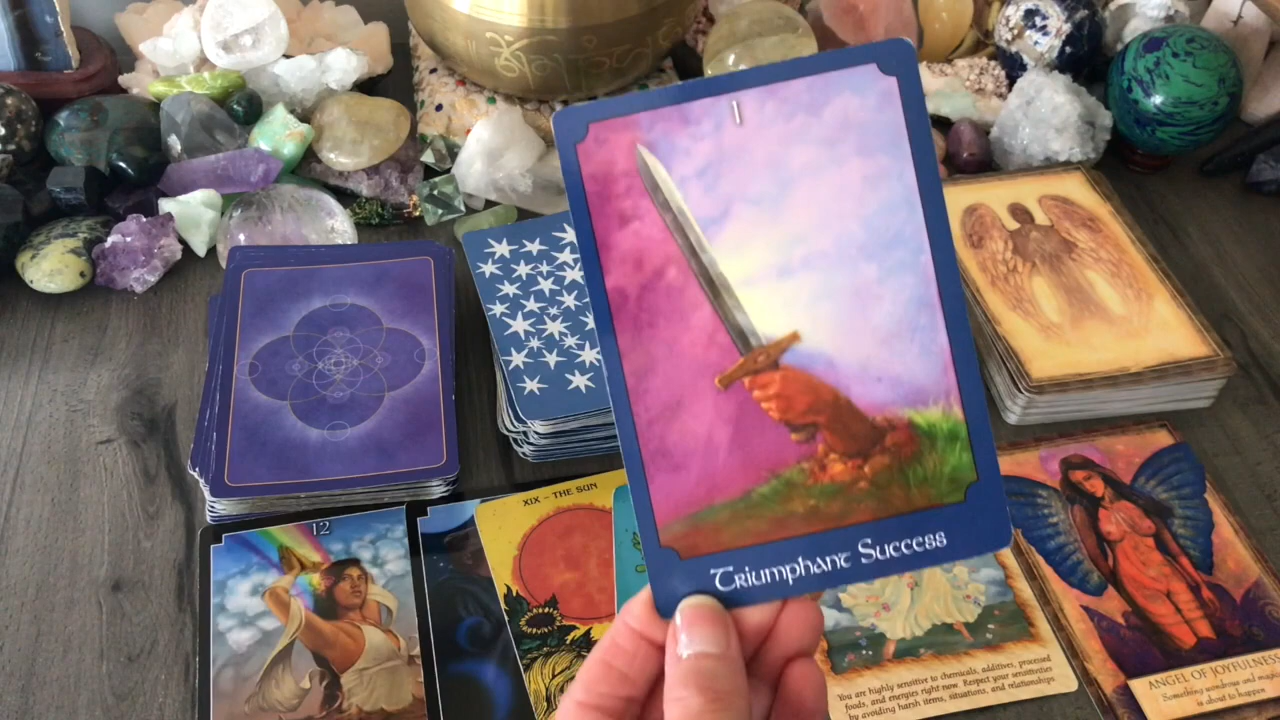 I
Triumphant Success
12
XIX – THE SUN
You are highly sensitive to chemicals, additives, processed
foods, and energies right now. Respect your sensitivities
by avoiding harsh items, situations, and relationships
ANGEL OF JOYFULNESS
Something wondrous and magical
is about to happen